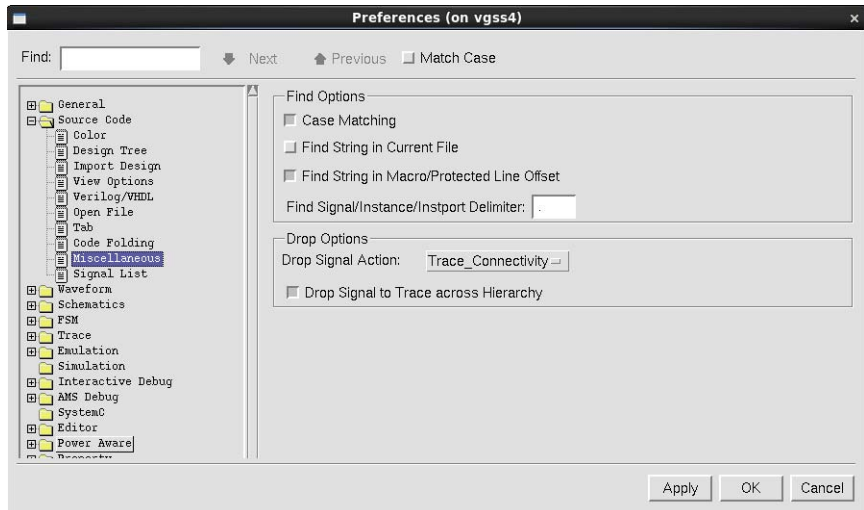 Preferences (on vgss4)
Find:
Next
Previous
Match Case
General
Source Code
Color
Design Tree
Import Design
View Options
Verilog/VHDL
Open File
Tab
Code Folding
Miscellaneous
Signal List
Waveform
Schematics
FSM
Trace
Emulation
Simulation
Interactive Debug
AMS Debug
SystemC
Editor
Power Aware
Property
Find Options
Case Matching
Find String in Current File
Find String in Macro/Protected Line Offset
Find Signal/Instance/Instport Delimiter: .
Drop Options
Drop Signal Action: Trace_Connectivity
Drop Signal to Trace across Hierarchy
Apply
OK
Cancel